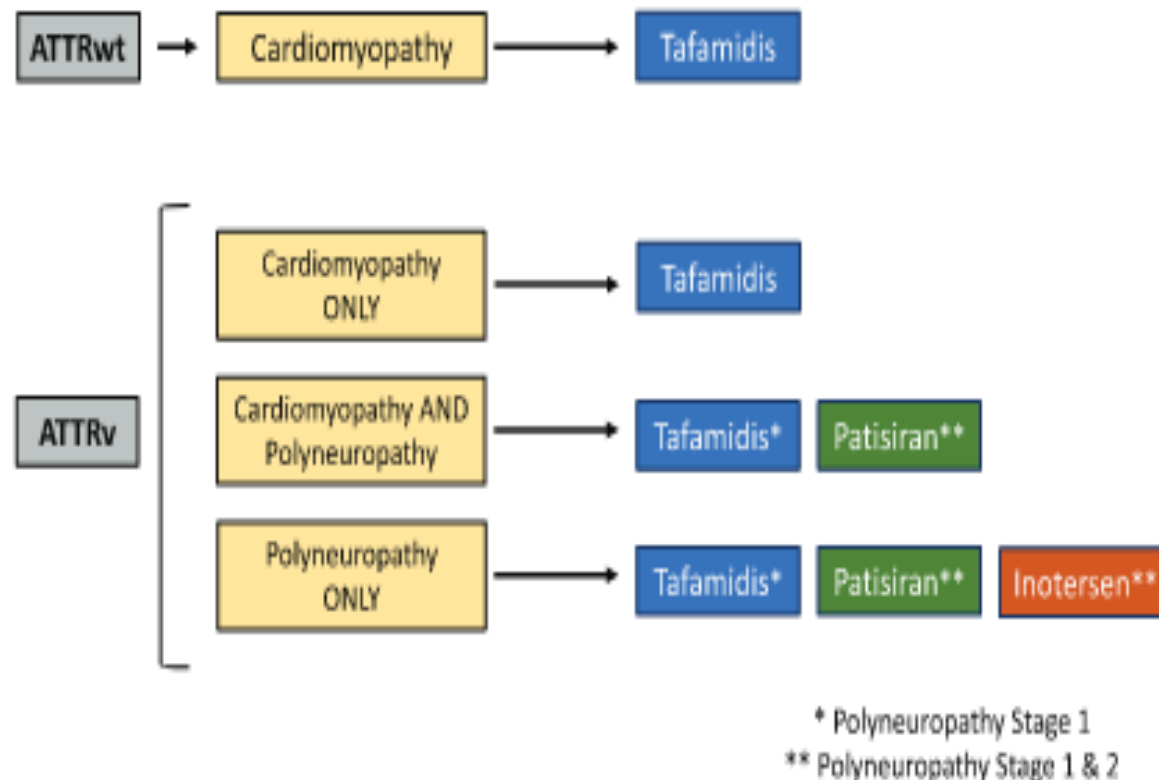 ATTRwt
Cardiomyopathy
Tafamidis
Cardiomyopathy
ONLY
Tafamidis
ATTRv
Cardiomyopathy AND
Polyneuropathy
Tafamidis*
Patisiran**
Polyneuropathy
ONLY
Tafamidis*
Patisiran**
Inotersen**
* Polyneuropathy Stage 1
** Polyneuropathy Stage 1 & 2